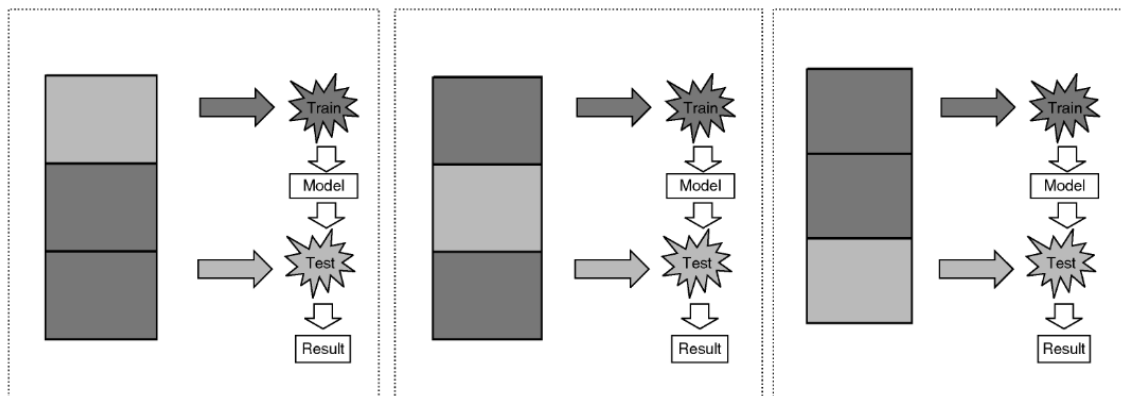 Train
Model
Test
Result
Train
Model
Test
Result
Train
Model
Test
Result